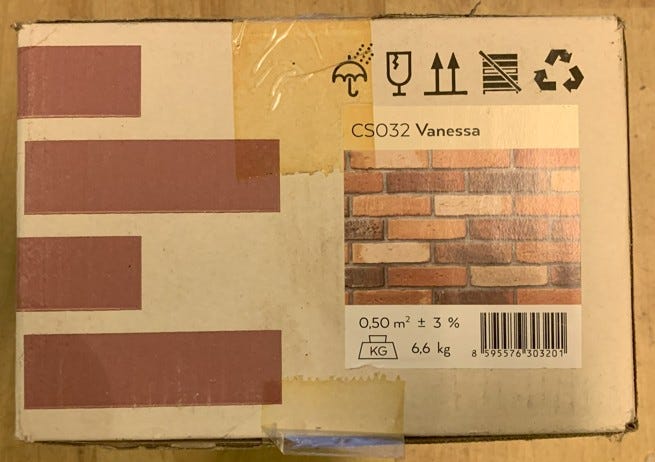 CS032 Vanessa
0,50 m² ± 3 %
KG 6,6 kg
8 595576 303201